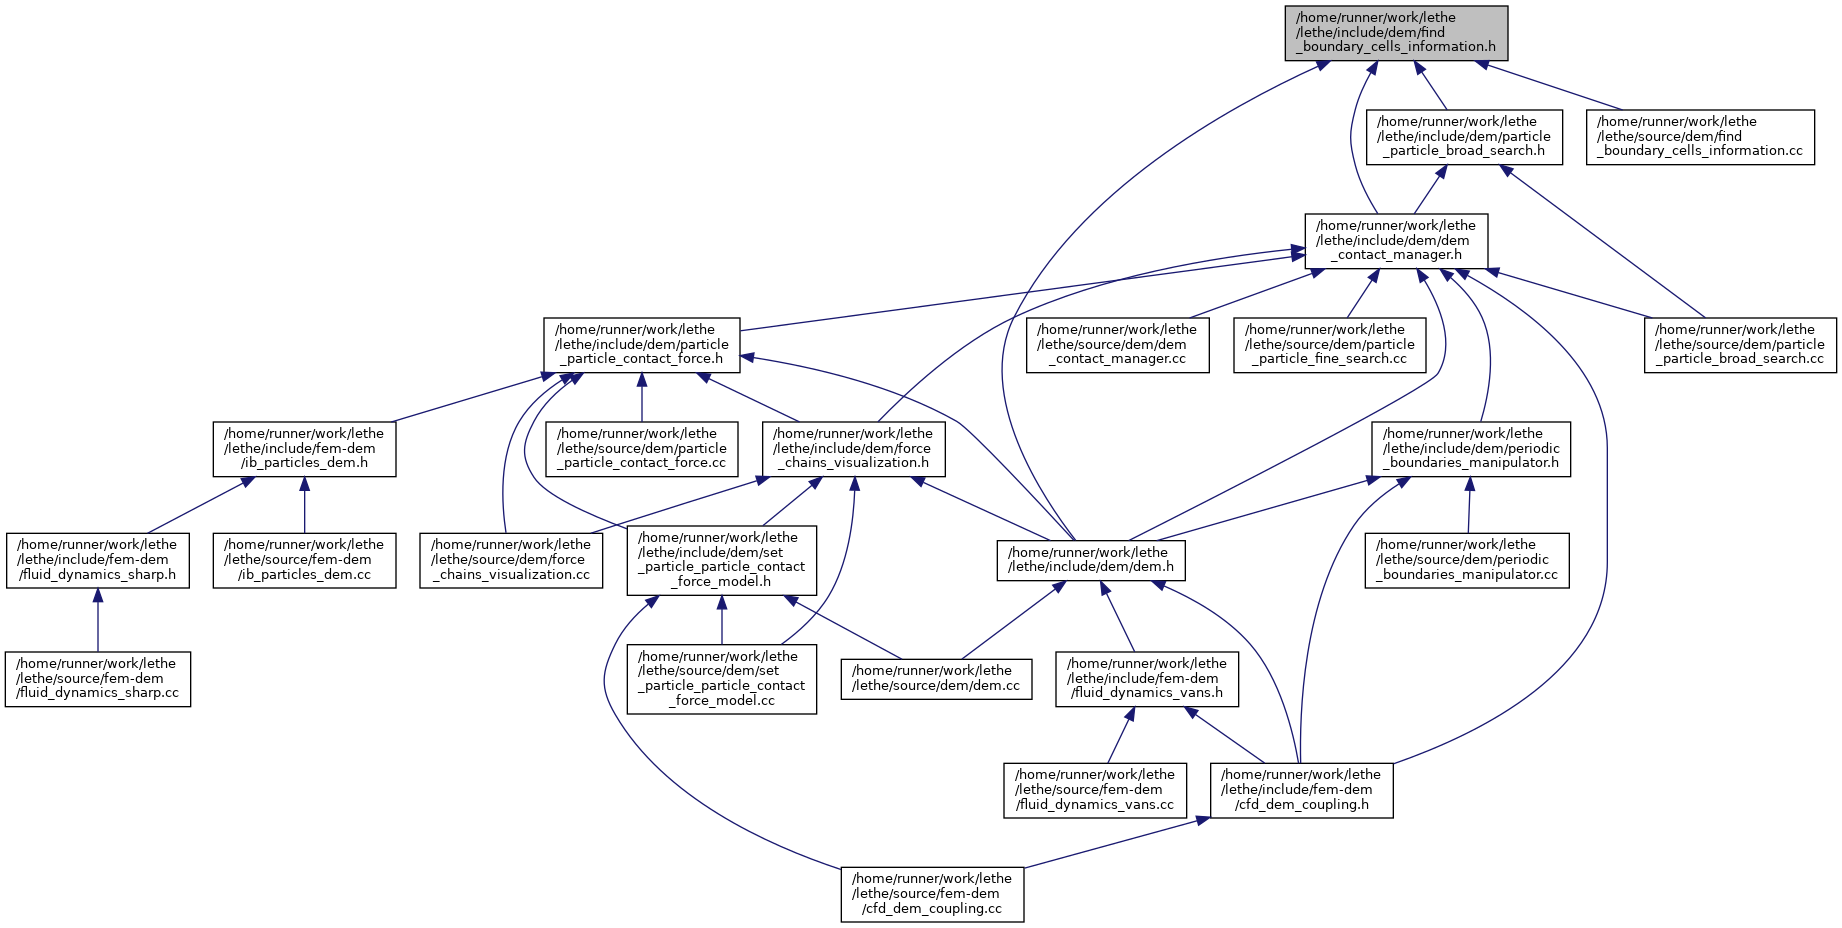 /home/runner/work/lethe
/lethe/include/dem/find
_boundary_cells_information.h
/home/runner/work/lethe
/lethe/include/dem/particle
_particle_broad_search.h
/home/runner/work/lethe
/lethe/source/dem/find
_boundary_cells_information.cc
/home/runner/work/lethe
/lethe/include/dem/dem
_contact_manager.h
/home/runner/work/lethe
/lethe/include/dem/particle
_particle_contact_force.h
/home/runner/work/lethe
/lethe/source/dem/dem
_contact_manager.cc
/home/runner/work/lethe
/lethe/source/dem/particle
_particle_fine_search.cc
/home/runner/work/lethe
/lethe/source/dem/particle
_particle_broad_search.cc
/home/runner/work/lethe
/lethe/include/fem-dem
/ib_particles_dem.h
/home/runner/work/lethe
/lethe/source/dem/particle
_particle_contact_force.cc
/home/runner/work/lethe
/lethe/include/dem/force
_chains_visualization.h
/home/runner/work/lethe
/lethe/include/dem/periodic
_boundaries_manipulator.h
/home/runner/work/lethe
/lethe/include/fem-dem
/fluid_dynamics_sharp.h
/home/runner/work/lethe
/lethe/source/fem-dem
/ib_particles_dem.cc
/home/runner/work/lethe
/lethe/source/dem/force
_chains_visualization.cc
/home/runner/work/lethe
/lethe/include/dem/set
_particle_particle_contact
_force_model.h
/home/runner/work/lethe
/lethe/include/dem/dem.h
/home/runner/work/lethe
/lethe/source/dem/periodic
_boundaries_manipulator.cc
/home/runner/work/lethe
/lethe/source/fem-dem
/fluid_dynamics_sharp.cc
/home/runner/work/lethe
/lethe/source/dem/set
_particle_particle_contact
_force_model.cc
/home/runner/work/lethe
/lethe/source/dem/dem.cc
/home/runner/work/lethe
/lethe/include/fem-dem
/fluid_dynamics_vans.h
/home/runner/work/lethe
/lethe/source/fem-dem
/fluid_dynamics_vans.cc
/home/runner/work/lethe
/lethe/include/fem-dem
/cfd_dem_coupling.h
/home/runner/work/lethe
/lethe/source/fem-dem
/cfd_dem_coupling.cc